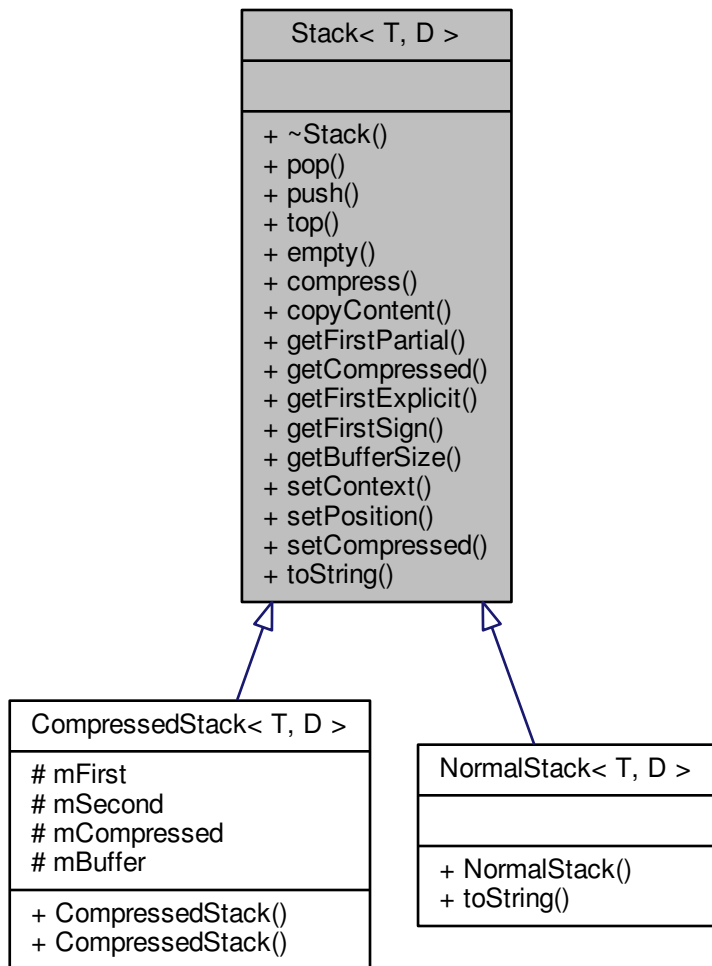 Stack< T, D >
+ ~Stack()
+ pop()
+ push()
+ top()
+ empty()
+ compress()
+ copyContent()
+ getFirstPartial()
+ getCompressed()
+ getFirstExplicit()
+ getFirstSign()
+ getBufferSize()
+ setContext()
+ setPosition()
+ setCompressed()
+ toString()
CompressedStack< T, D >
# mFirst
# mSecond
# mCompressed
# mBuffer
+ CompressedStack()
+ CompressedStack()
NormalStack< T, D >
+ NormalStack()
+ toString()